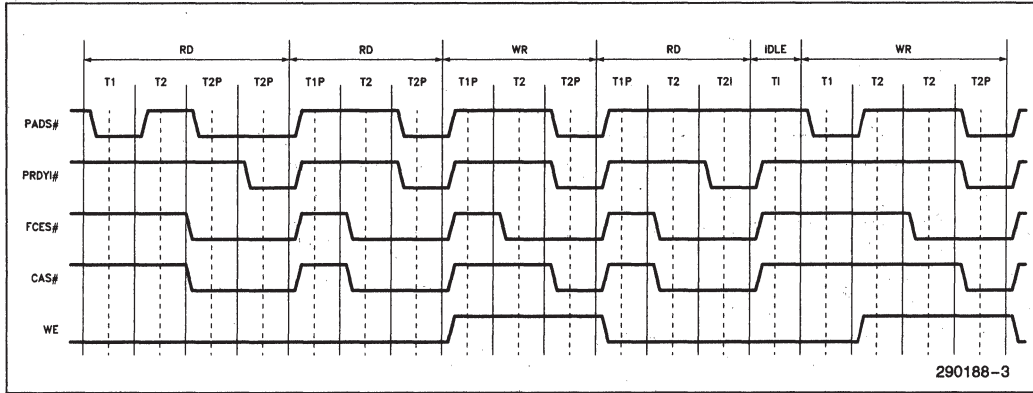 RD RD WR RD IDLE WR
T1 T2 T2P T2P T1P T2 T2P T1P T2 T2P T1P T2 T2I TI T1 T2 T2 T2P
PADS#
PRDYI#
FCES#
CAS#
WE
290188-3